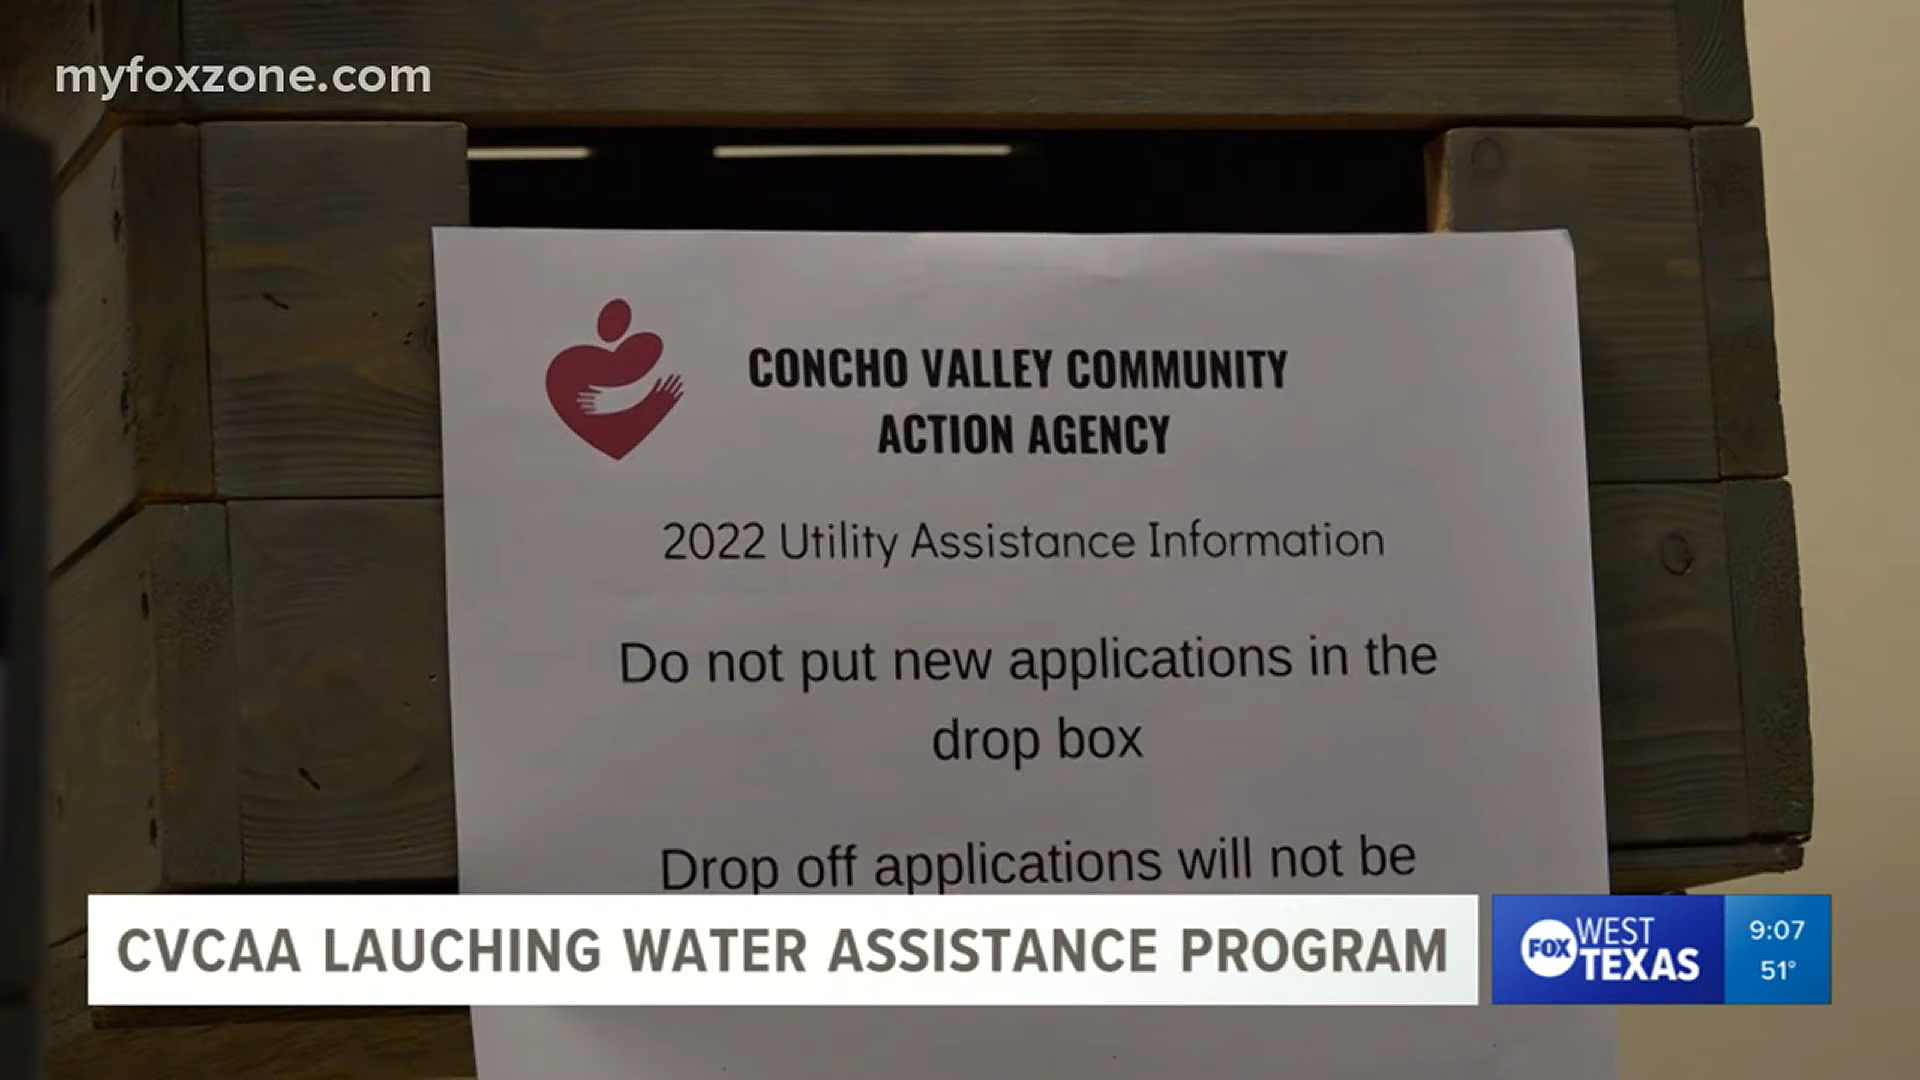 myfoxzone.com
CONCHO VALLEY COMMUNITY
ACTION AGENCY
2022 Utility Assistance Information
Do not put new applications in the
drop box
Drop off applications will not be
CVCAA LAUCHING WATER ASSISTANCE PROGRAM
FOX WEST TEXAS
9:07
51°